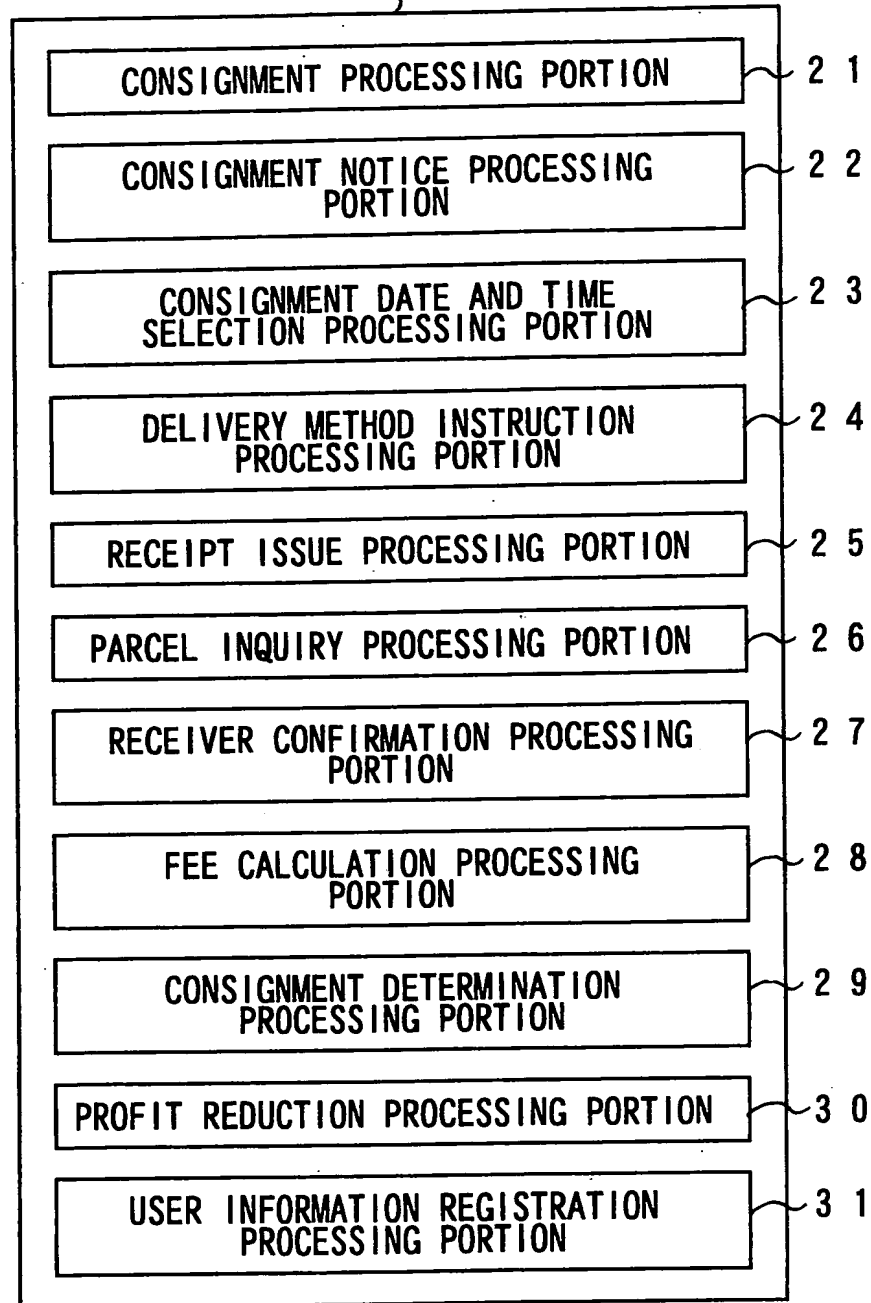 CONSIGNMENT PROCESSING PORTION 21
CONSIGNMENT NOTICE PROCESSING 22
PORTION
CONSIGNMENT DATE AND TIME 23
SELECTION PROCESSING PORTION
DELIVERY METHOD INSTRUCTION 24
PROCESSING PORTION
RECEIPT ISSUE PROCESSING PORTION 25
PARCEL INQUIRY PROCESSING PORTION 26
RECEIVER CONFIRMATION PROCESSING 27
PORTION
FEE CALCULATION PROCESSING 28
PORTION
CONSIGNMENT DETERMINATION 29
PROCESSING PORTION
PROFIT REDUCTION PROCESSING PORTION 30
USER INFORMATION REGISTRATION 31
PROCESSING PORTION